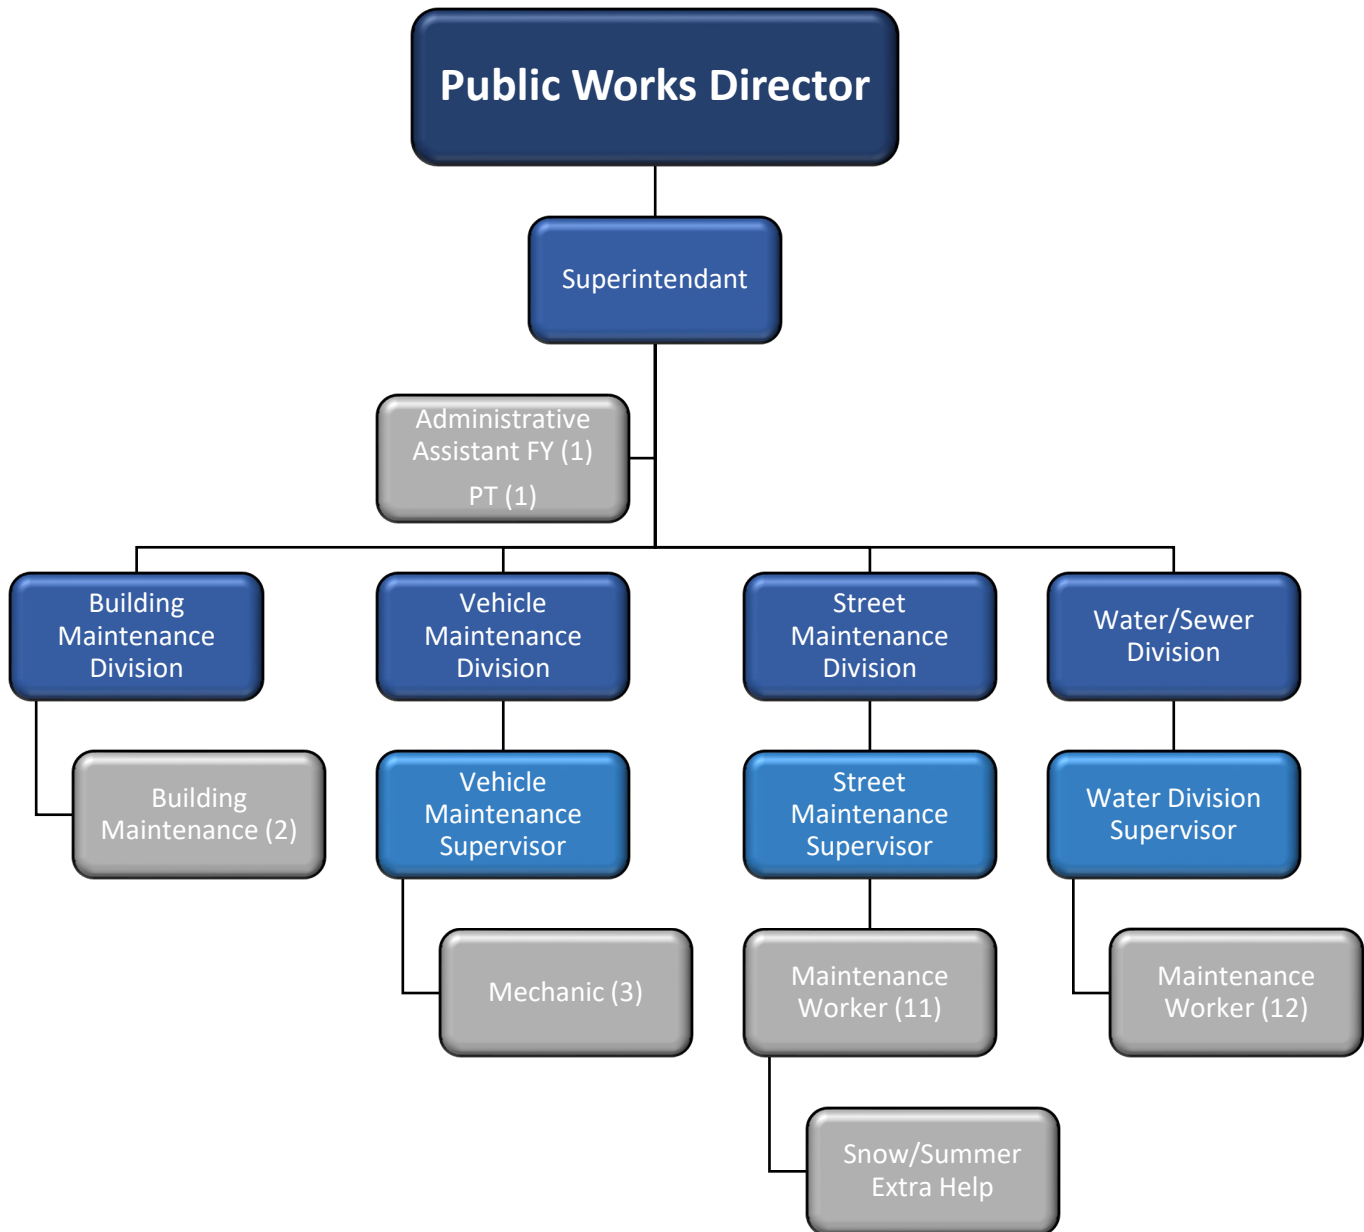 Public Works Director
Superintendant
Administrative
Assistant FY (1)
PT (1)
Building
Maintenance
Division
Vehicle
Maintenance
Division
Street
Maintenance
Division
Water/Sewer
Division
Building
Maintenance (2)
Vehicle
Maintenance
Supervisor
Street
Maintenance
Supervisor
Water Division
Supervisor
Mechanic (3)
Maintenance
Worker (11)
Maintenance
Worker (12)
Snow/Summer
Extra Help